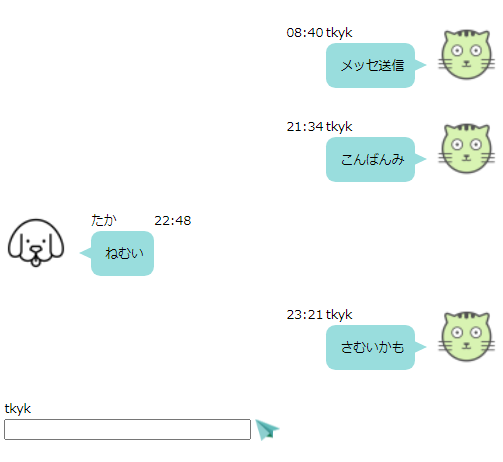 08:40 tkyk
メッセ送信
21:34 tkyk
こんばんみ
たか 22:48
ねむい
23:21 tkyk
さむいかも
tkyk